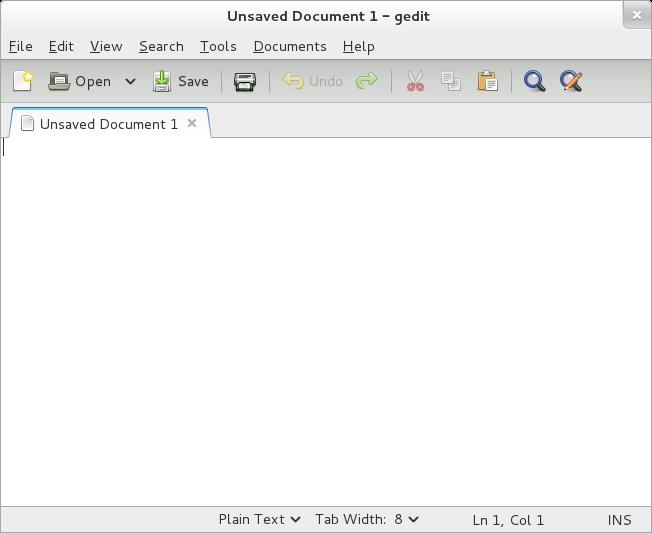 Unsaved Document 1 - gedit
File Edit View Search Tools Documents Help
Open Save Undo
Unsaved Document 1
Plain Text Tab Width: 8 Ln 1, Col 1 INS